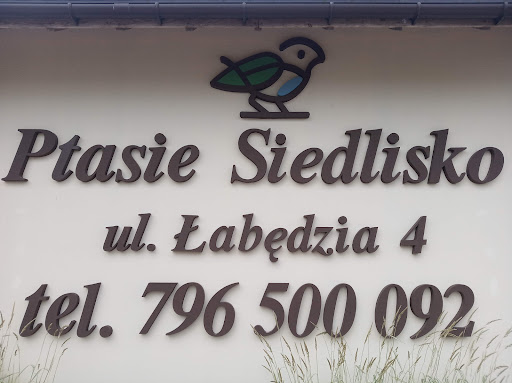 Ptasie Siedlisko
ul. Łabędzia 4
tel. 796 500 092